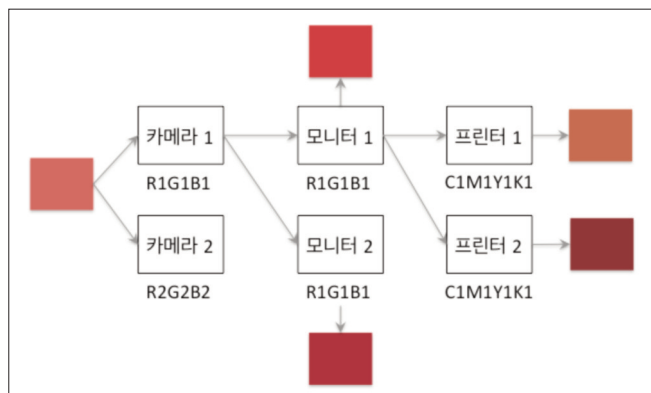 카메라 1
모니터 1
프린터 1
R1G1B1
R1G1B1
C1M1Y1K1
카메라 2
모니터 2
프린터 2
R2G2B2
R1G1B1
C1M1Y1K1